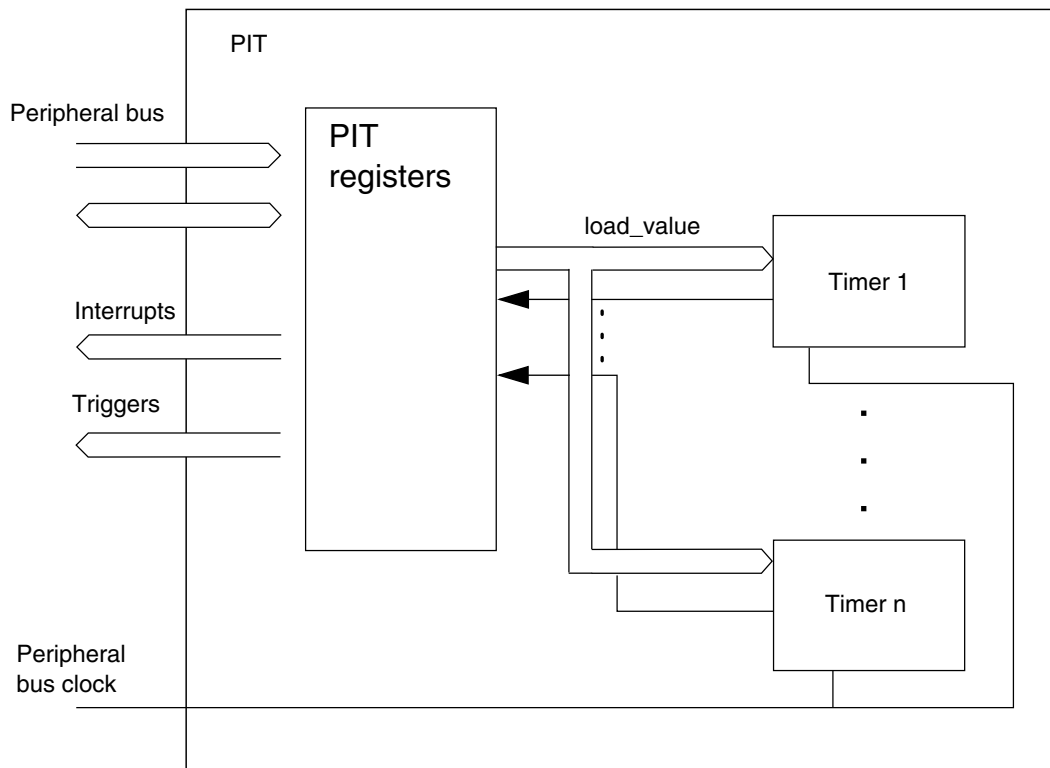 PIT
Peripheral bus
PIT
registers
load_value
Timer 1
Interrupts
Triggers
Timer n
Peripheral
bus clock